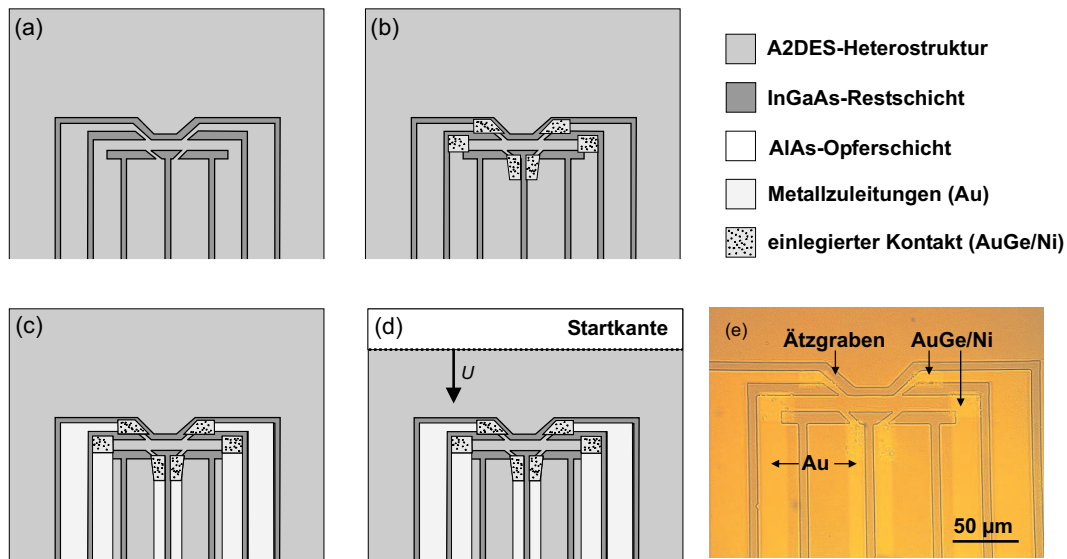 (a)
(b)
A2DES-Heterostruktur
InGaAs-Restschicht
AlAs-Opferschicht
Metallzuleitungen (Au)
einlegierter Kontakt (AuGe/Ni)
(c)
(d)
Startkante
U
(e)
Ätzgraben
AuGe/Ni
Au
50 µm